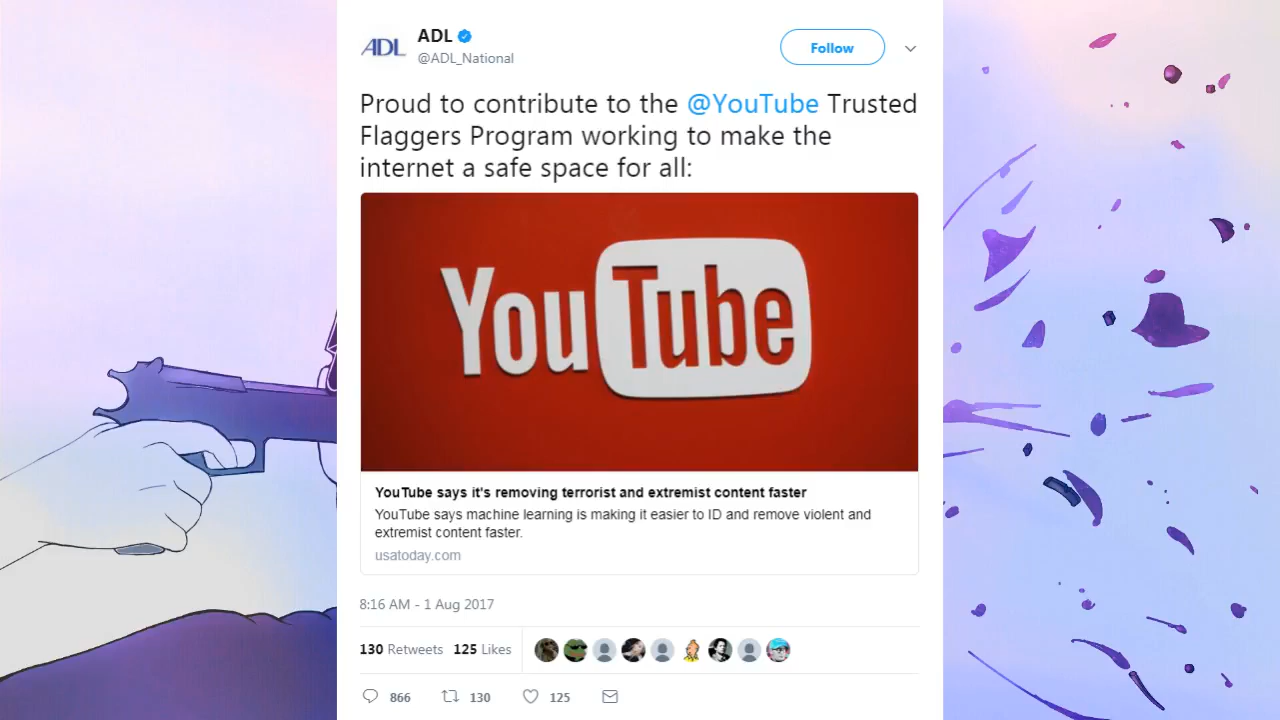 ADL
ADL
@ADL_National
Follow
Proud to contribute to the @YouTube Trusted
Flaggers Program working to make the
internet a safe space for all:
YouTube
YouTube says it's removing terrorist and extremist content faster
YouTube says machine learning is making it easier to ID and remove violent and
extremist content faster.
usatoday.com
8:16 AM - 1 Aug 2017
130 Retweets 125 Likes
866 130 125